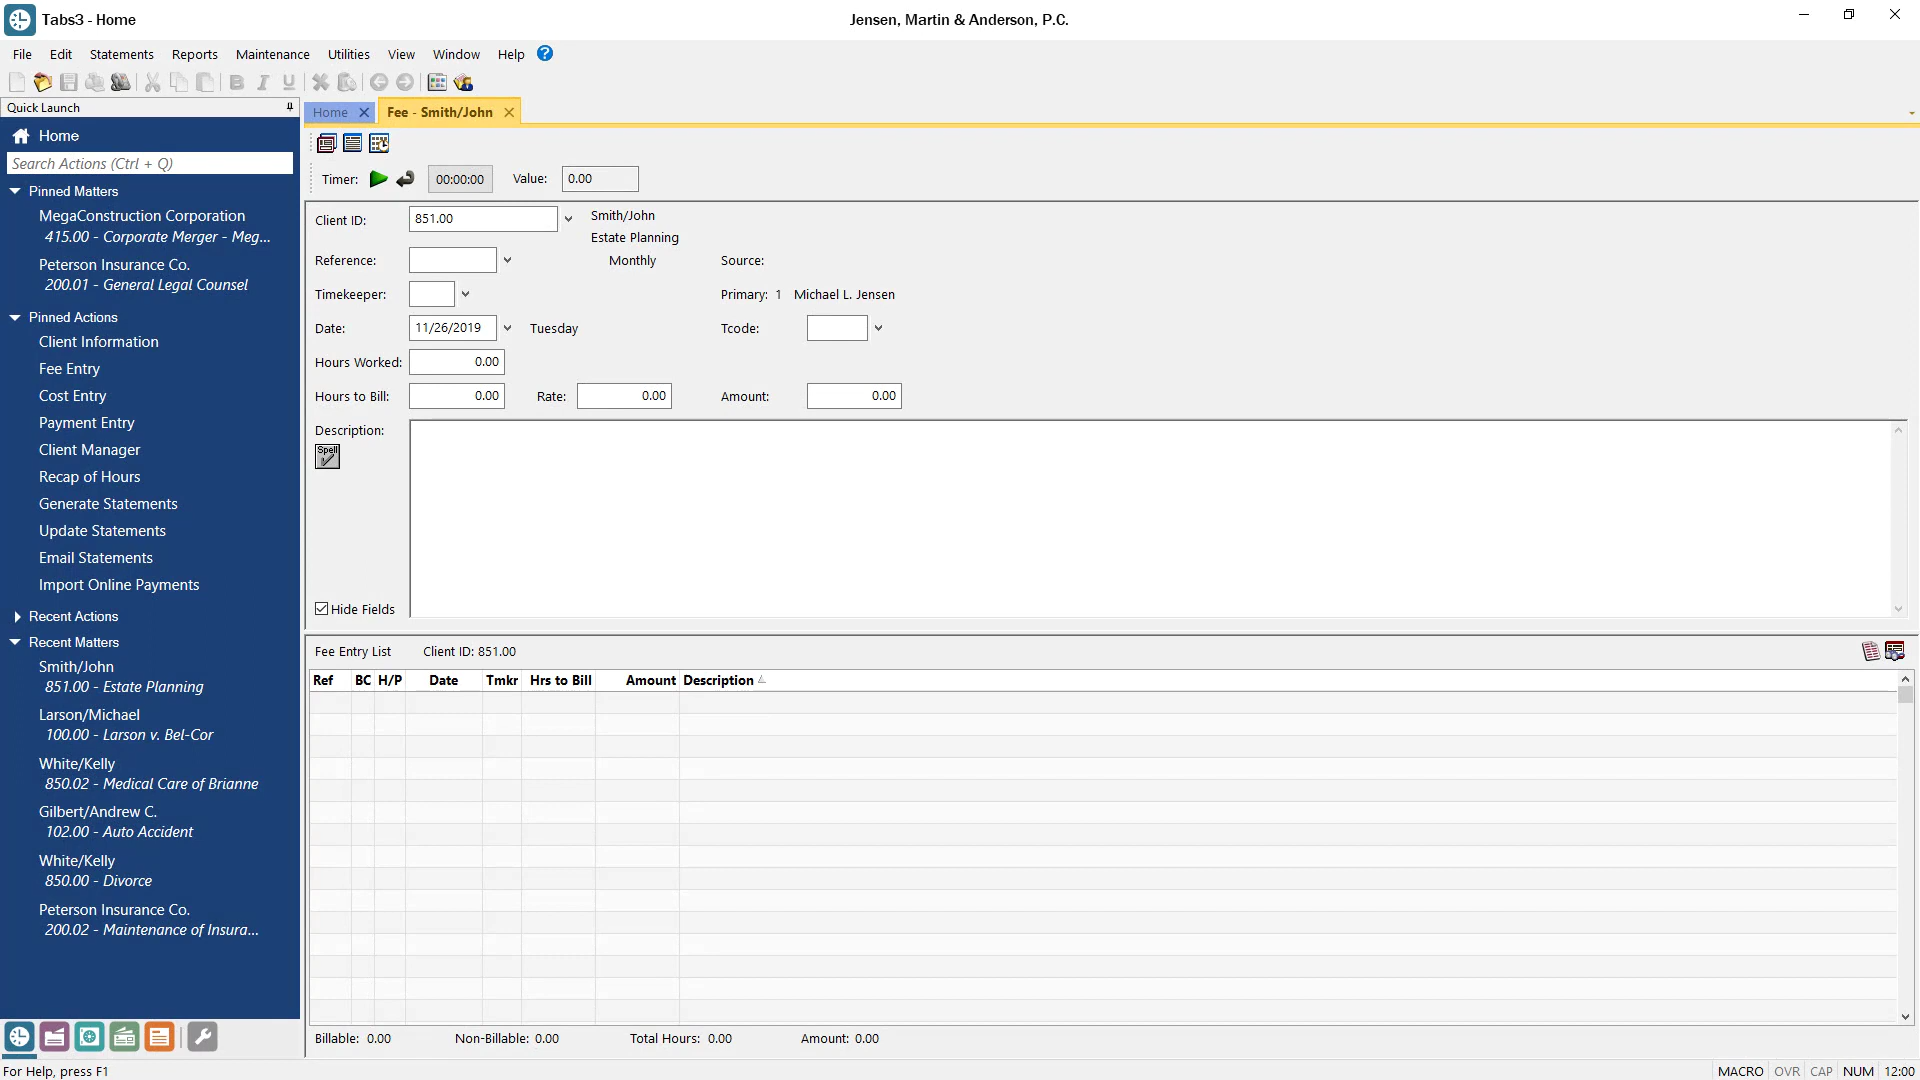 Tabs3 - Home
Jensen, Martin & Anderson, P.C.
File Edit Statements Reports Maintenance Utilities View Window Help
Quick Launch
Home
Search Actions (Ctrl + Q)
Pinned Matters
MegaConstruction Corporation
415.00 - Corporate Merger - Meg...
Peterson Insurance Co.
200.01 - General Legal Counsel
Pinned Actions
Client Information
Fee Entry
Cost Entry
Payment Entry
Client Manager
Recap of Hours
Generate Statements
Update Statements
Email Statements
Import Online Payments
Recent Actions
Recent Matters
Smith/John
851.00 - Estate Planning
Larson/Michael
100.00 - Larson v. Bel-Cor
White/Kelly
850.02 - Medical Care of Brianne
Gilbert/Andrew C.
102.00 - Auto Accident
White/Kelly
850.00 - Divorce
Peterson Insurance Co.
200.02 - Maintenance of Insura...
Home Fee - Smith/John
Timer: 00:00:00 Value: 0.00
Client ID: 851.00 Smith/John
Estate Planning
Reference: Monthly Source:
Timekeeper: Primary: 1 Michael L. Jensen
Date: 11/26/2019 Tuesday Tcode:
Hours Worked: 0.00
Hours to Bill: 0.00 Rate: 0.00 Amount: 0.00
Description:
Spell
Hide Fields
Fee Entry List Client ID: 851.00
Ref BC H/P Date Tmkr Hrs to Bill Amount Description
Billable: 0.00 Non-Billable: 0.00 Total Hours: 0.00 Amount: 0.00
For Help, press F1
MACRO OVR CAP NUM 12:00